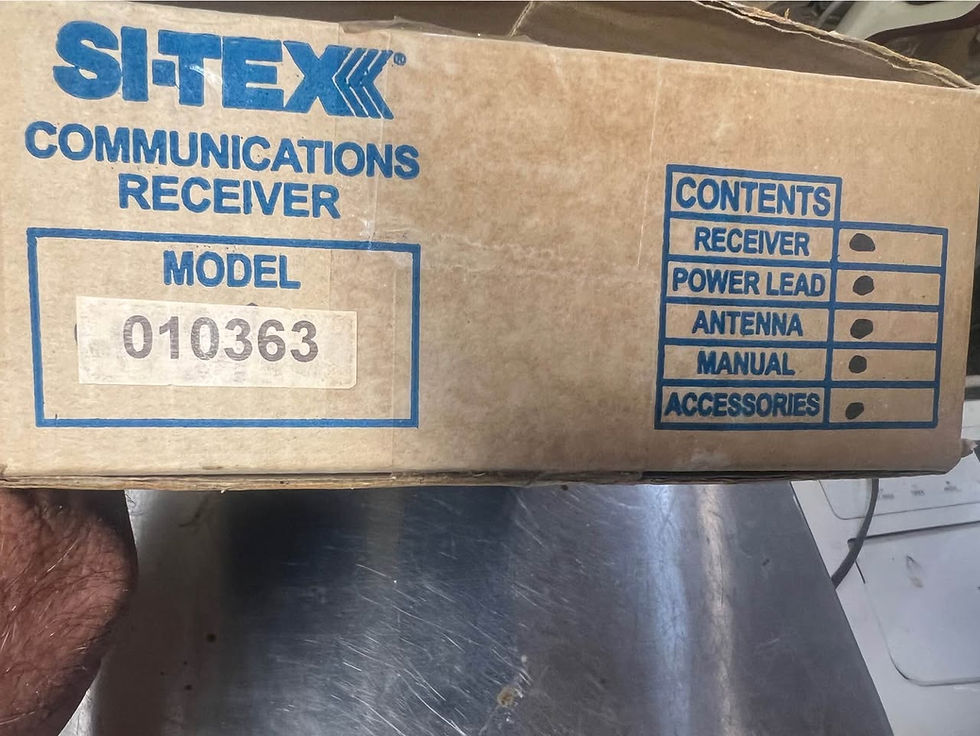 SI-TEX®
COMMUNICATIONS
RECEIVER
MODEL
010363
CONTENTS
RECEIVER
POWER LEAD
ANTENNA
MANUAL
ACCESSORIES